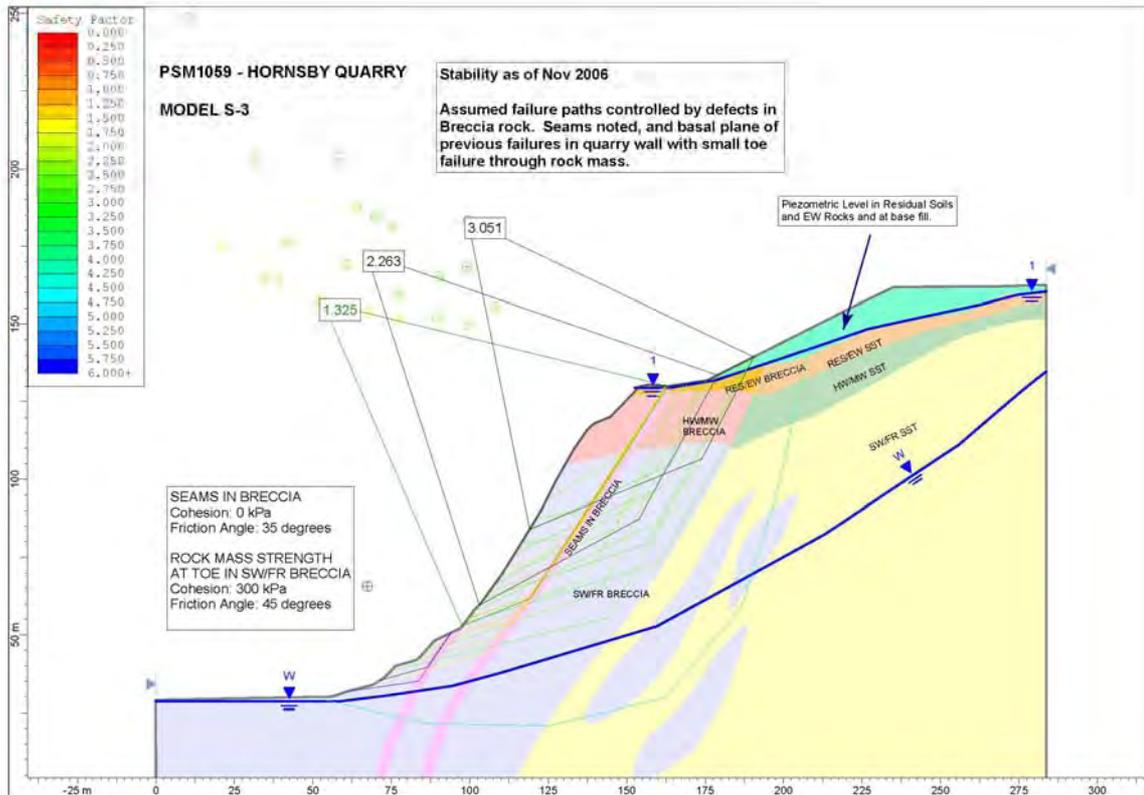 Safety Factor
0.000
0.250
0.500
0.750
1.000
1.250
1.500
1.750
2.000
2.250
2.500
2.750
3.000
3.250
3.500
3.750
4.000
4.250
4.500
4.750
5.000
5.250
5.500
5.750
6.000+
PSM1059 - HORNSBY QUARRY
MODEL S-3
Stability as of Nov 2006
Assumed failure paths controlled by defects in
Breccia rock. Seams noted, and basal plane of
previous failures in quarry wall with small toe
failure through rock mass.
Piezometric Level in Residual Soils
and EW Rocks and at base fill.
3.051
2.263
1.325
1
1
RES/EW SST
RES/EW BRECCIA
HW/MW SST
HW/MW
BRECCIA
SW/FR SST
W
SEAMS IN BRECCIA
SW/FR BRECCIA
SEAMS IN BRECCIA
Cohesion: 0 kPa
Friction Angle: 35 degrees
ROCK MASS STRENGTH
AT TOE IN SW/FR BRECCIA
Cohesion: 300 kPa
Friction Angle: 45 degrees
W
250
200
150
100
50 m
-25 m 0 25 50 75 100 125 150 175 200 225 250 275 300